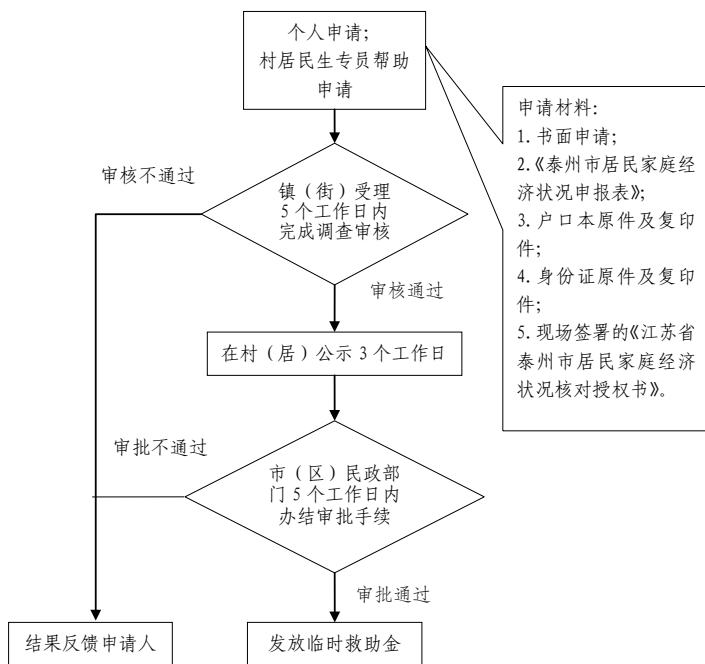 个人申请;
村居民生专员帮助
申请
申请材料:
1. 书面申请;
2.《泰州市居民家庭经
济状况申报表》;
3. 户口本原件及复印
件;
4. 身份证原件及复印
件;
5. 现场签署的《江苏省
泰州市居民家庭经济
状况核对授权书》。
审核不通过
镇（街）受理
5 个工作日内
完成调查审核
审核通过
在村（居）公示 3 个工作日
审批不通过
市（区）民政部
门 5 个工作日内
办结审批手续
审批通过
结果反馈申请人
发放临时救助金